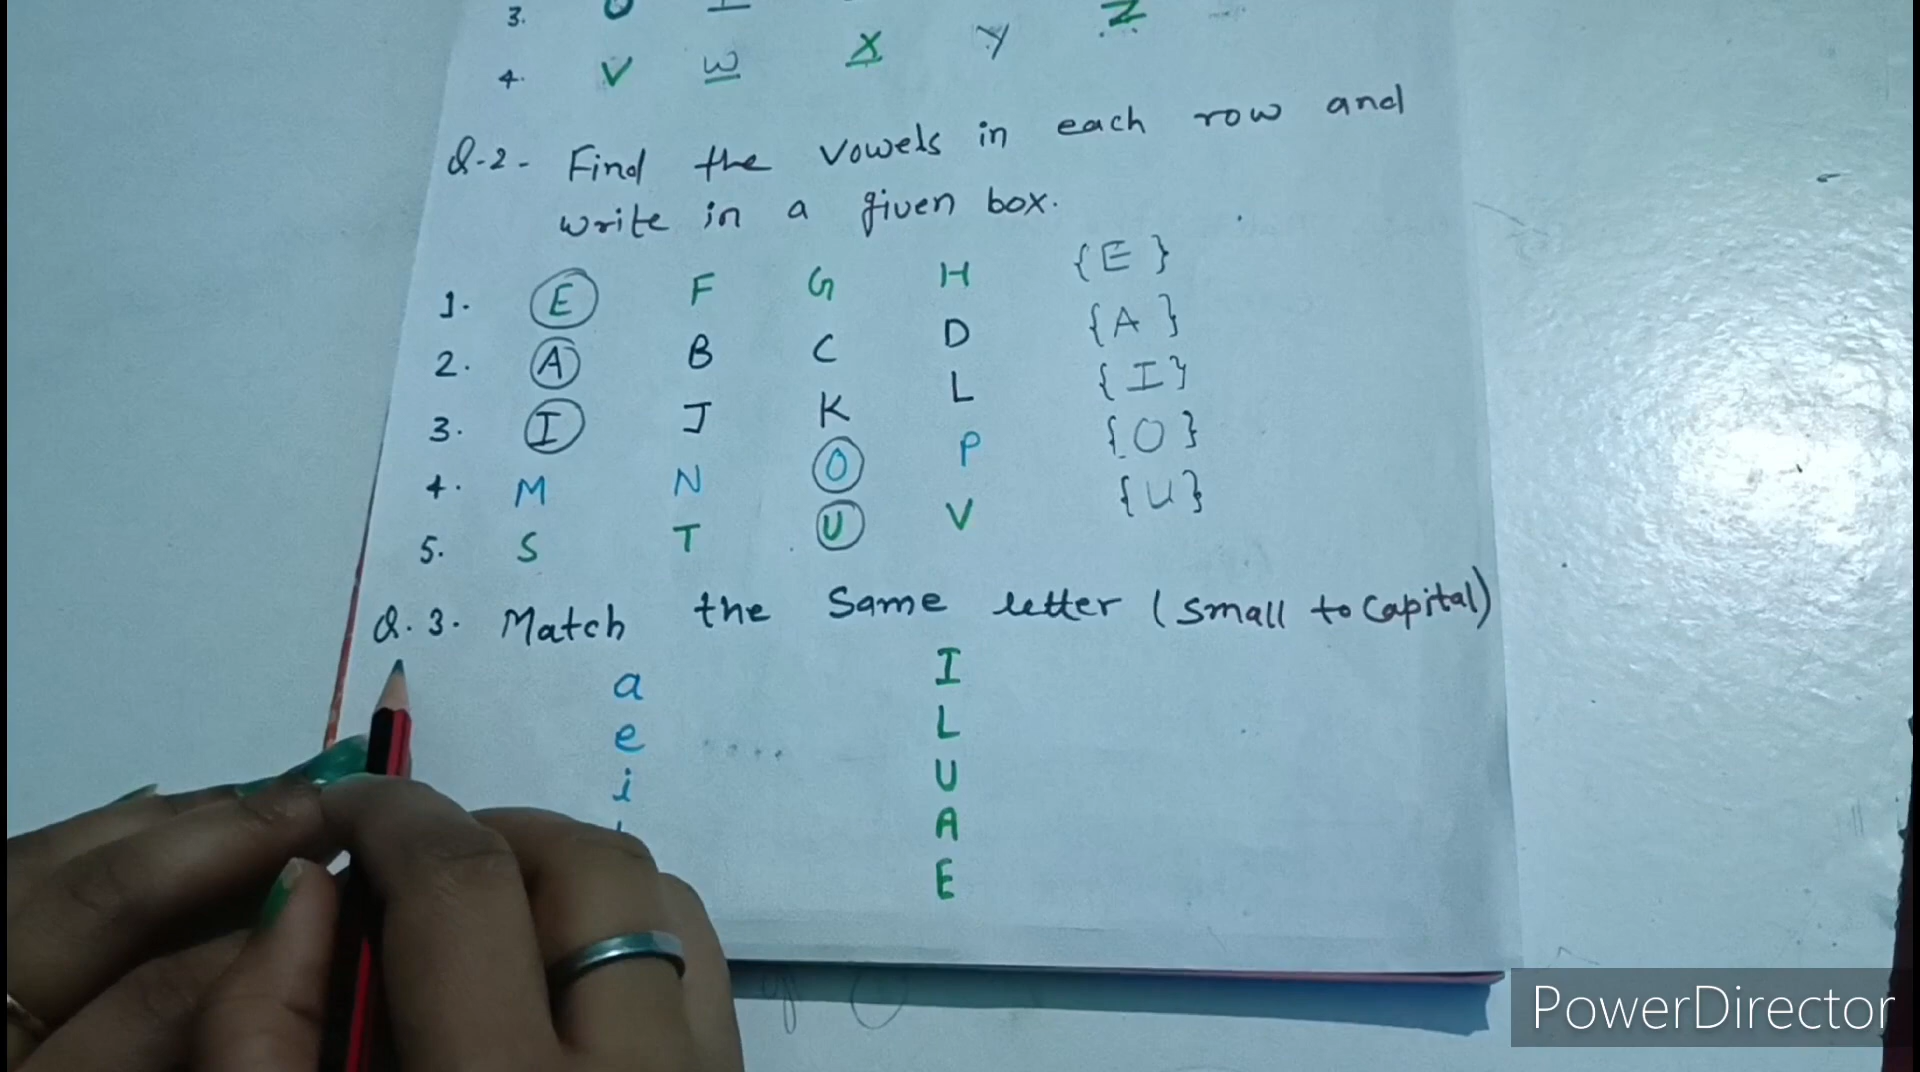 3. U I Z
4. V W X Y
Q-2- Find the vowels in each row and
write in a given box.
1. E F G H {E}
2. A B C D {A}
3. I J K L {I}
4. M N O P {O}
5. S T U V {U}
Q.3. Match the same letter (small to capital)
a I
e L
i U
A
E
PowerDirector